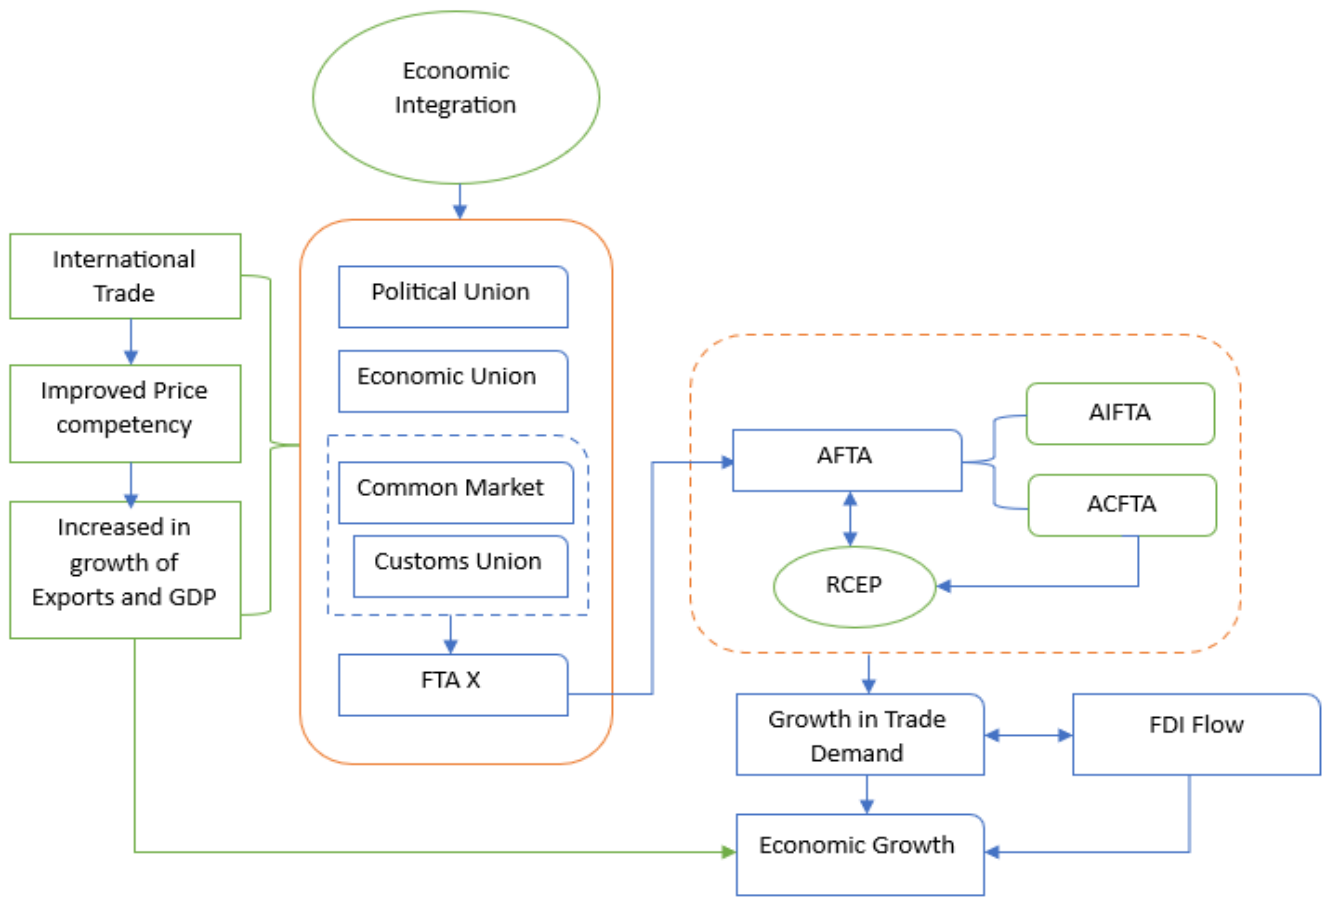 Economic
Integration
International
Trade
Improved Price
competency
Increased in
growth of
Exports and GDP
Political Union
Economic Union
Common Market
Customs Union
FTA X
AFTA
AIFTA
ACFTA
RCEP
Growth in Trade
Demand
FDI Flow
Economic Growth